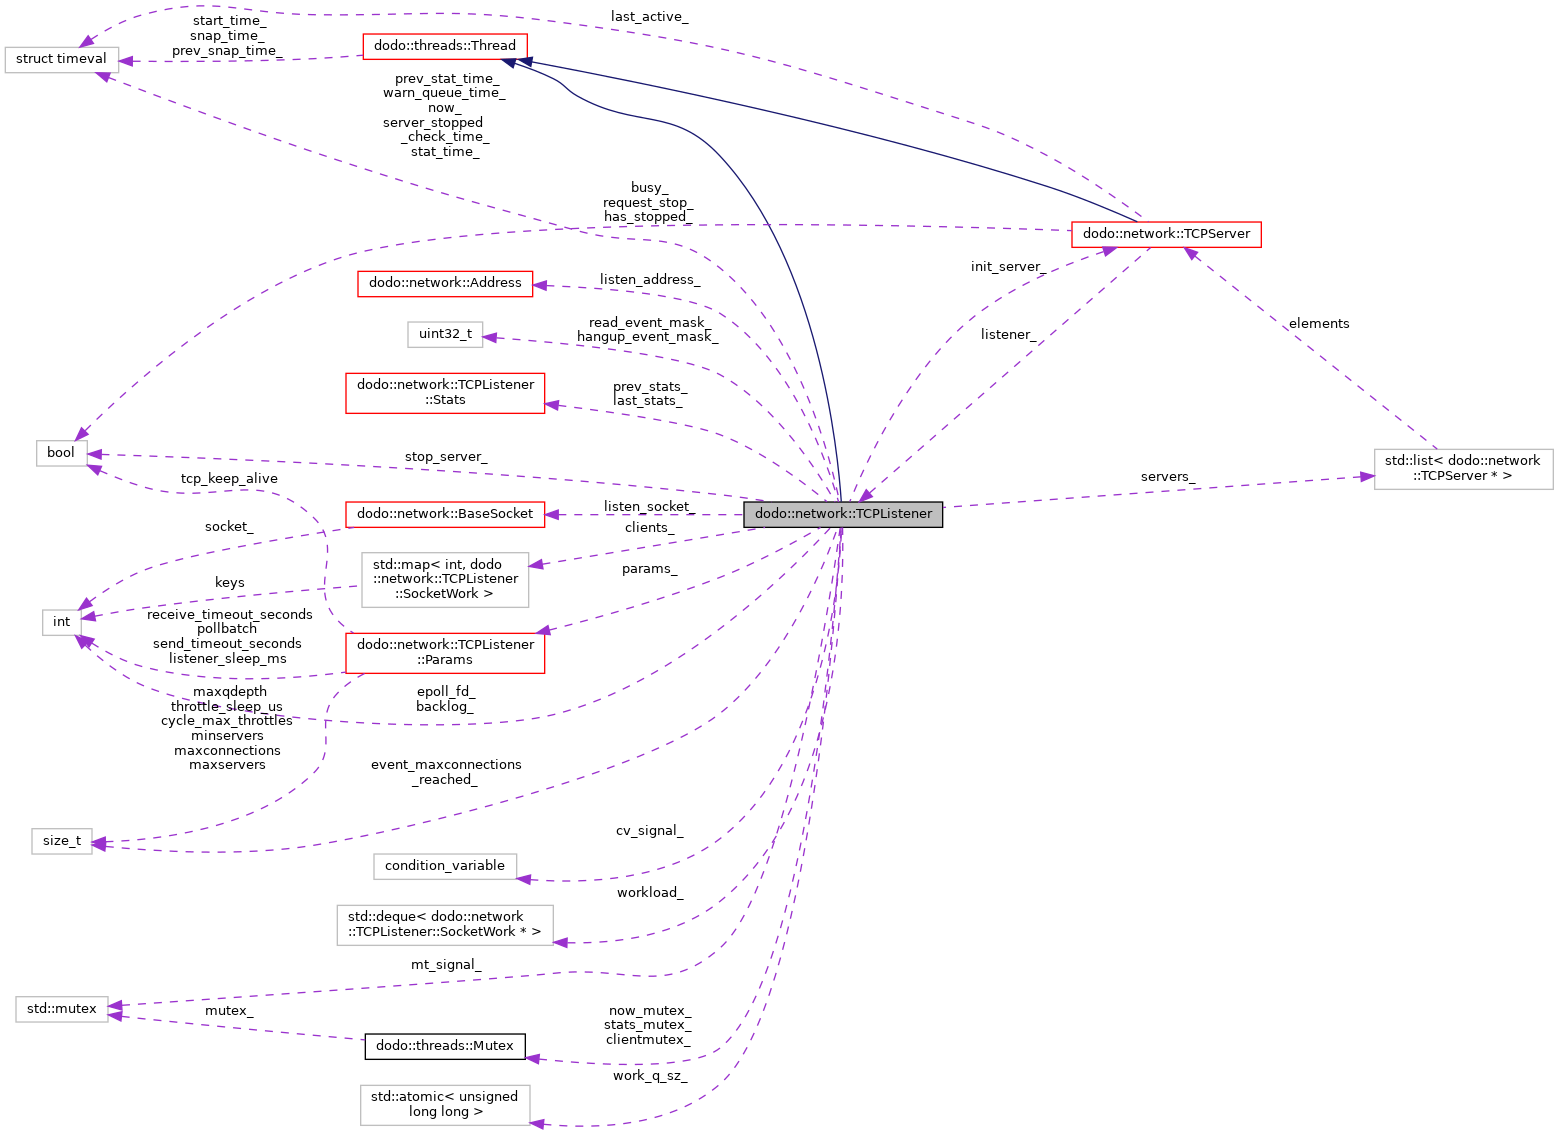 last_active_
start_time_
snap_time_
prev_snap_time_
dodo::threads::Thread
struct timeval
prev_stat_time_
warn_queue_time_
now_
server_stopped
_check_time_
stat_time_
busy_
request_stop_
has_stopped_
dodo::network::TCPServer
init_server_
dodo::network::Address
listen_address_
uint32_t
read_event_mask_
hangup_event_mask_
listener_
elements
dodo::network::TCPListener
::Stats
prev_stats_
last_stats_
bool
stop_server_
tcp_keep_alive
std::list< dodo::network
::TCPServer * >
servers_
dodo::network::BaseSocket
listen_socket_
dodo::network::TCPListener
socket_
clients_
std::map< int, dodo
::network::TCPListener
::SocketWork >
keys
params_
int
receive_timeout_seconds
pollbatch
send_timeout_seconds
listener_sleep_ms
dodo::network::TCPListener
::Params
maxqdepth
throttle_sleep_us
cycle_max_throttles
minservers
maxconnections
maxservers
epoll_fd_
backlog_
event_maxconnections
_reached_
size_t
cv_signal_
condition_variable
workload_
std::deque< dodo::network
::TCPListener::SocketWork * >
mt_signal_
std::mutex
mutex_
now_mutex_
stats_mutex_
clientmutex_
dodo::threads::Mutex
work_q_sz_
std::atomic< unsigned
long long >